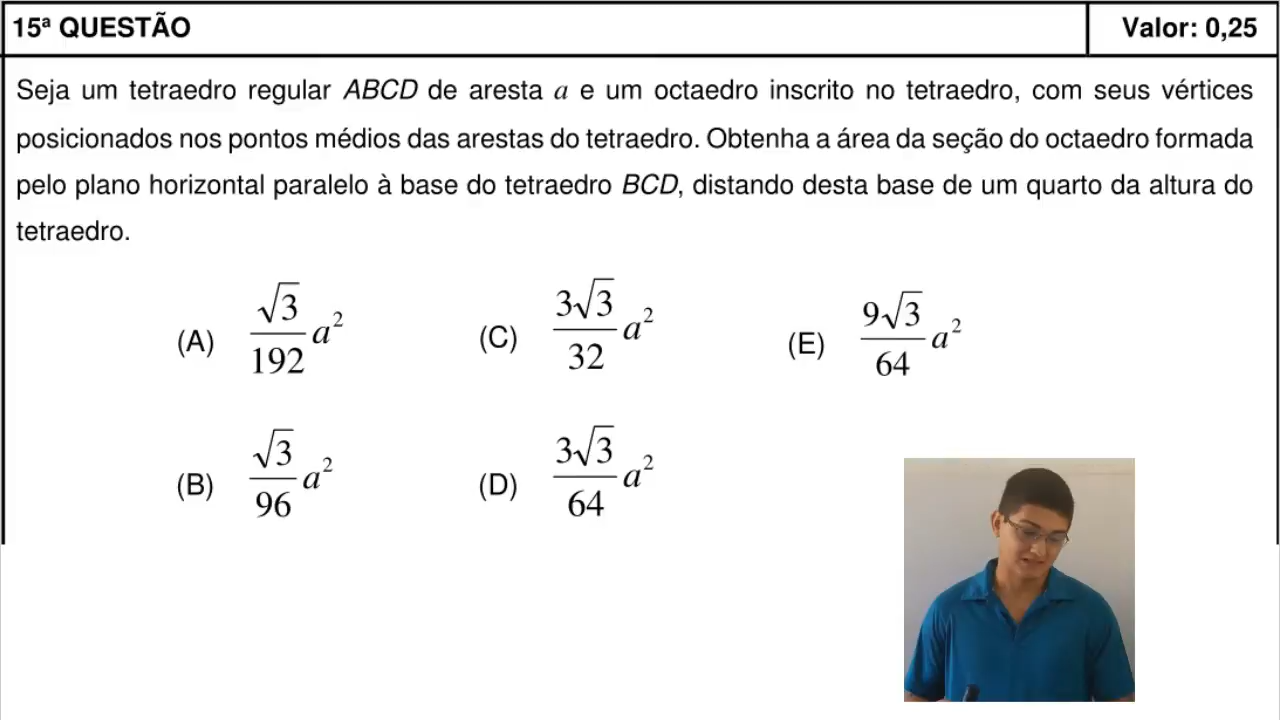 15ª QUESTÃO
Valor: 0,25
Seja um tetraedro regular ABCD de aresta a e um octaedro inscrito no tetraedro, com seus vértices
posicionados nos pontos médios das arestas do tetraedro. Obtenha a área da seção do octaedro formada
pelo plano horizontal paralelo à base do tetraedro BCD, distando desta base de um quarto da altura do
tetraedro.
(A) √3/192 a²
(C) 3√3/32 a²
(E) 9√3/64 a²
(B) √3/96 a²
(D) 3√3/64 a²